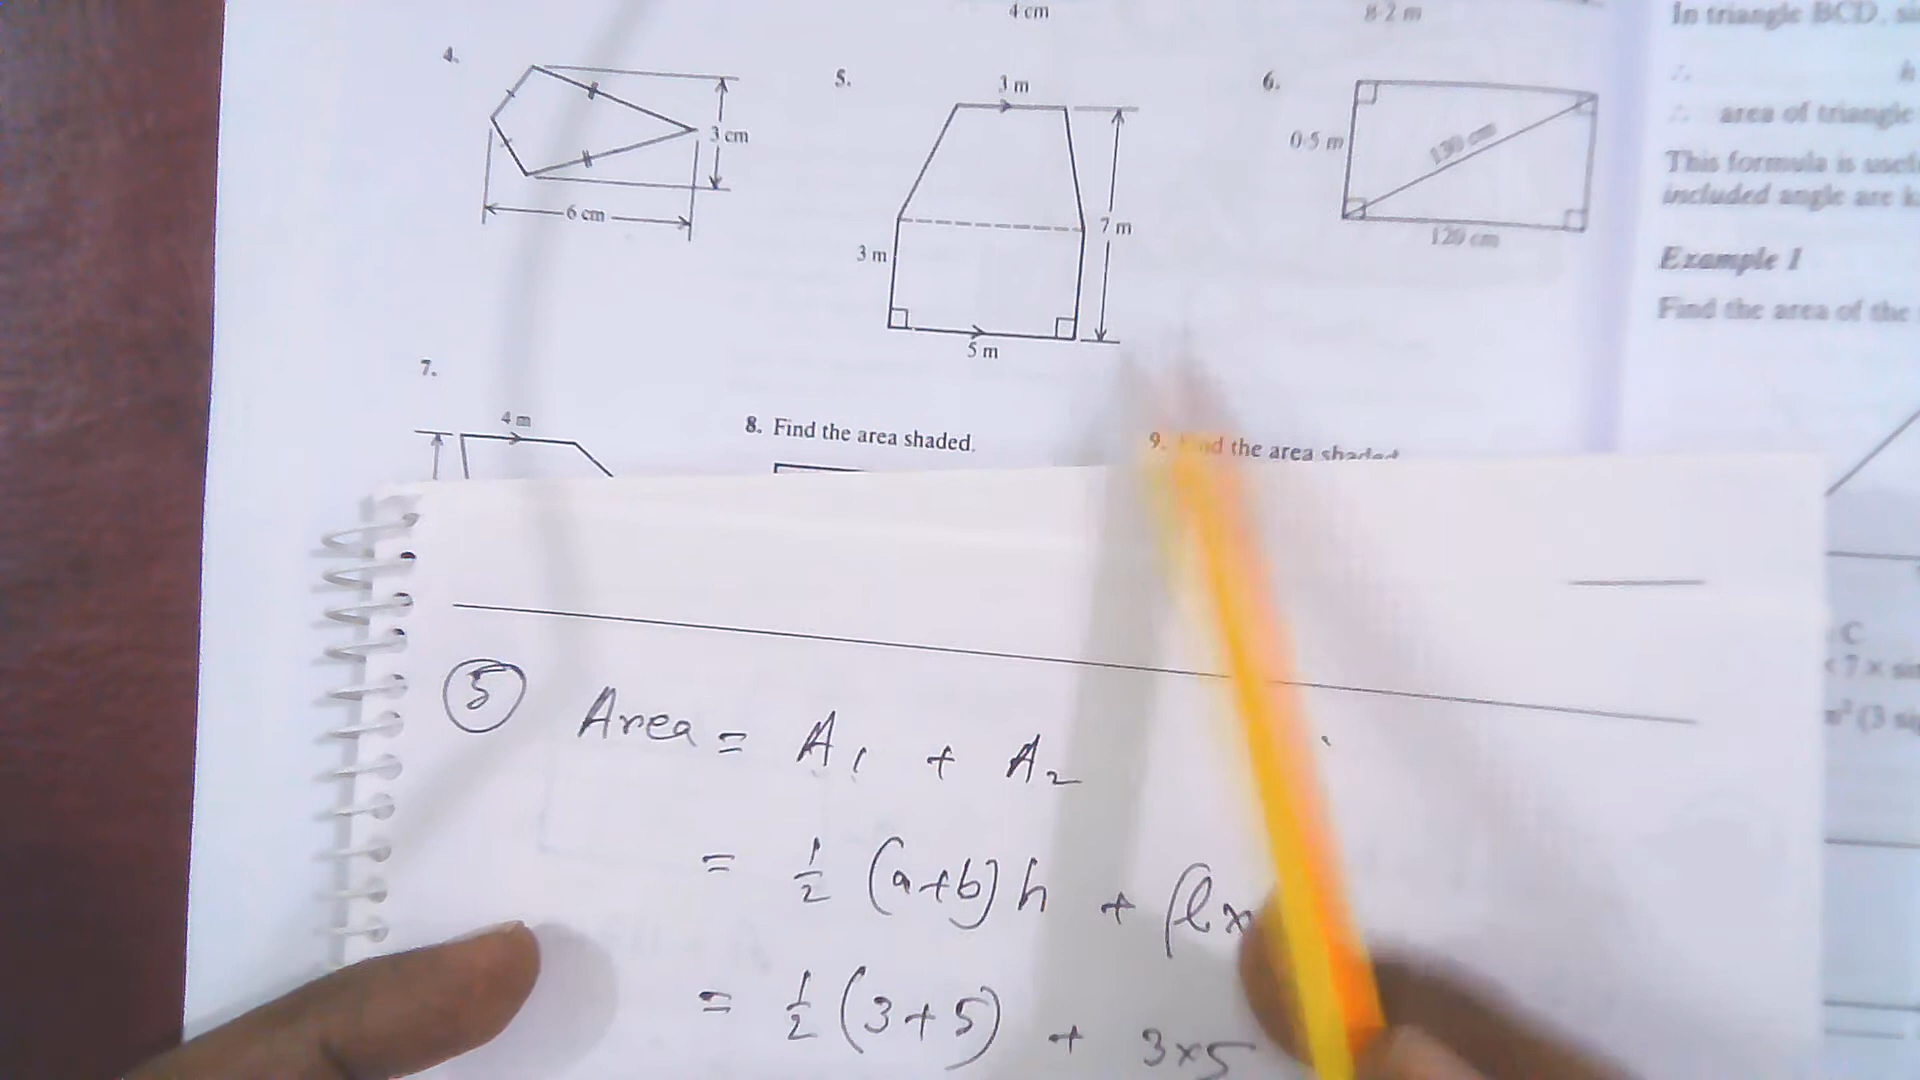 4 cm
8·2 m
4.
3 cm
6 cm
5.
3 m
7 m
3 m
5 m
6.
0·5 m
130 cm
120 cm
7.
4 m
8. Find the area shaded.
9. the area shaded
In triangle BCD,
∴ h
∴ area of triangle
This formula is
included angle are
Example 1
Find the area of the
C
7 ×
(3
5 Area = A1 + A2
= 1/2 (a+b) h + (l×
= 1/2 (3+5) + 3×5